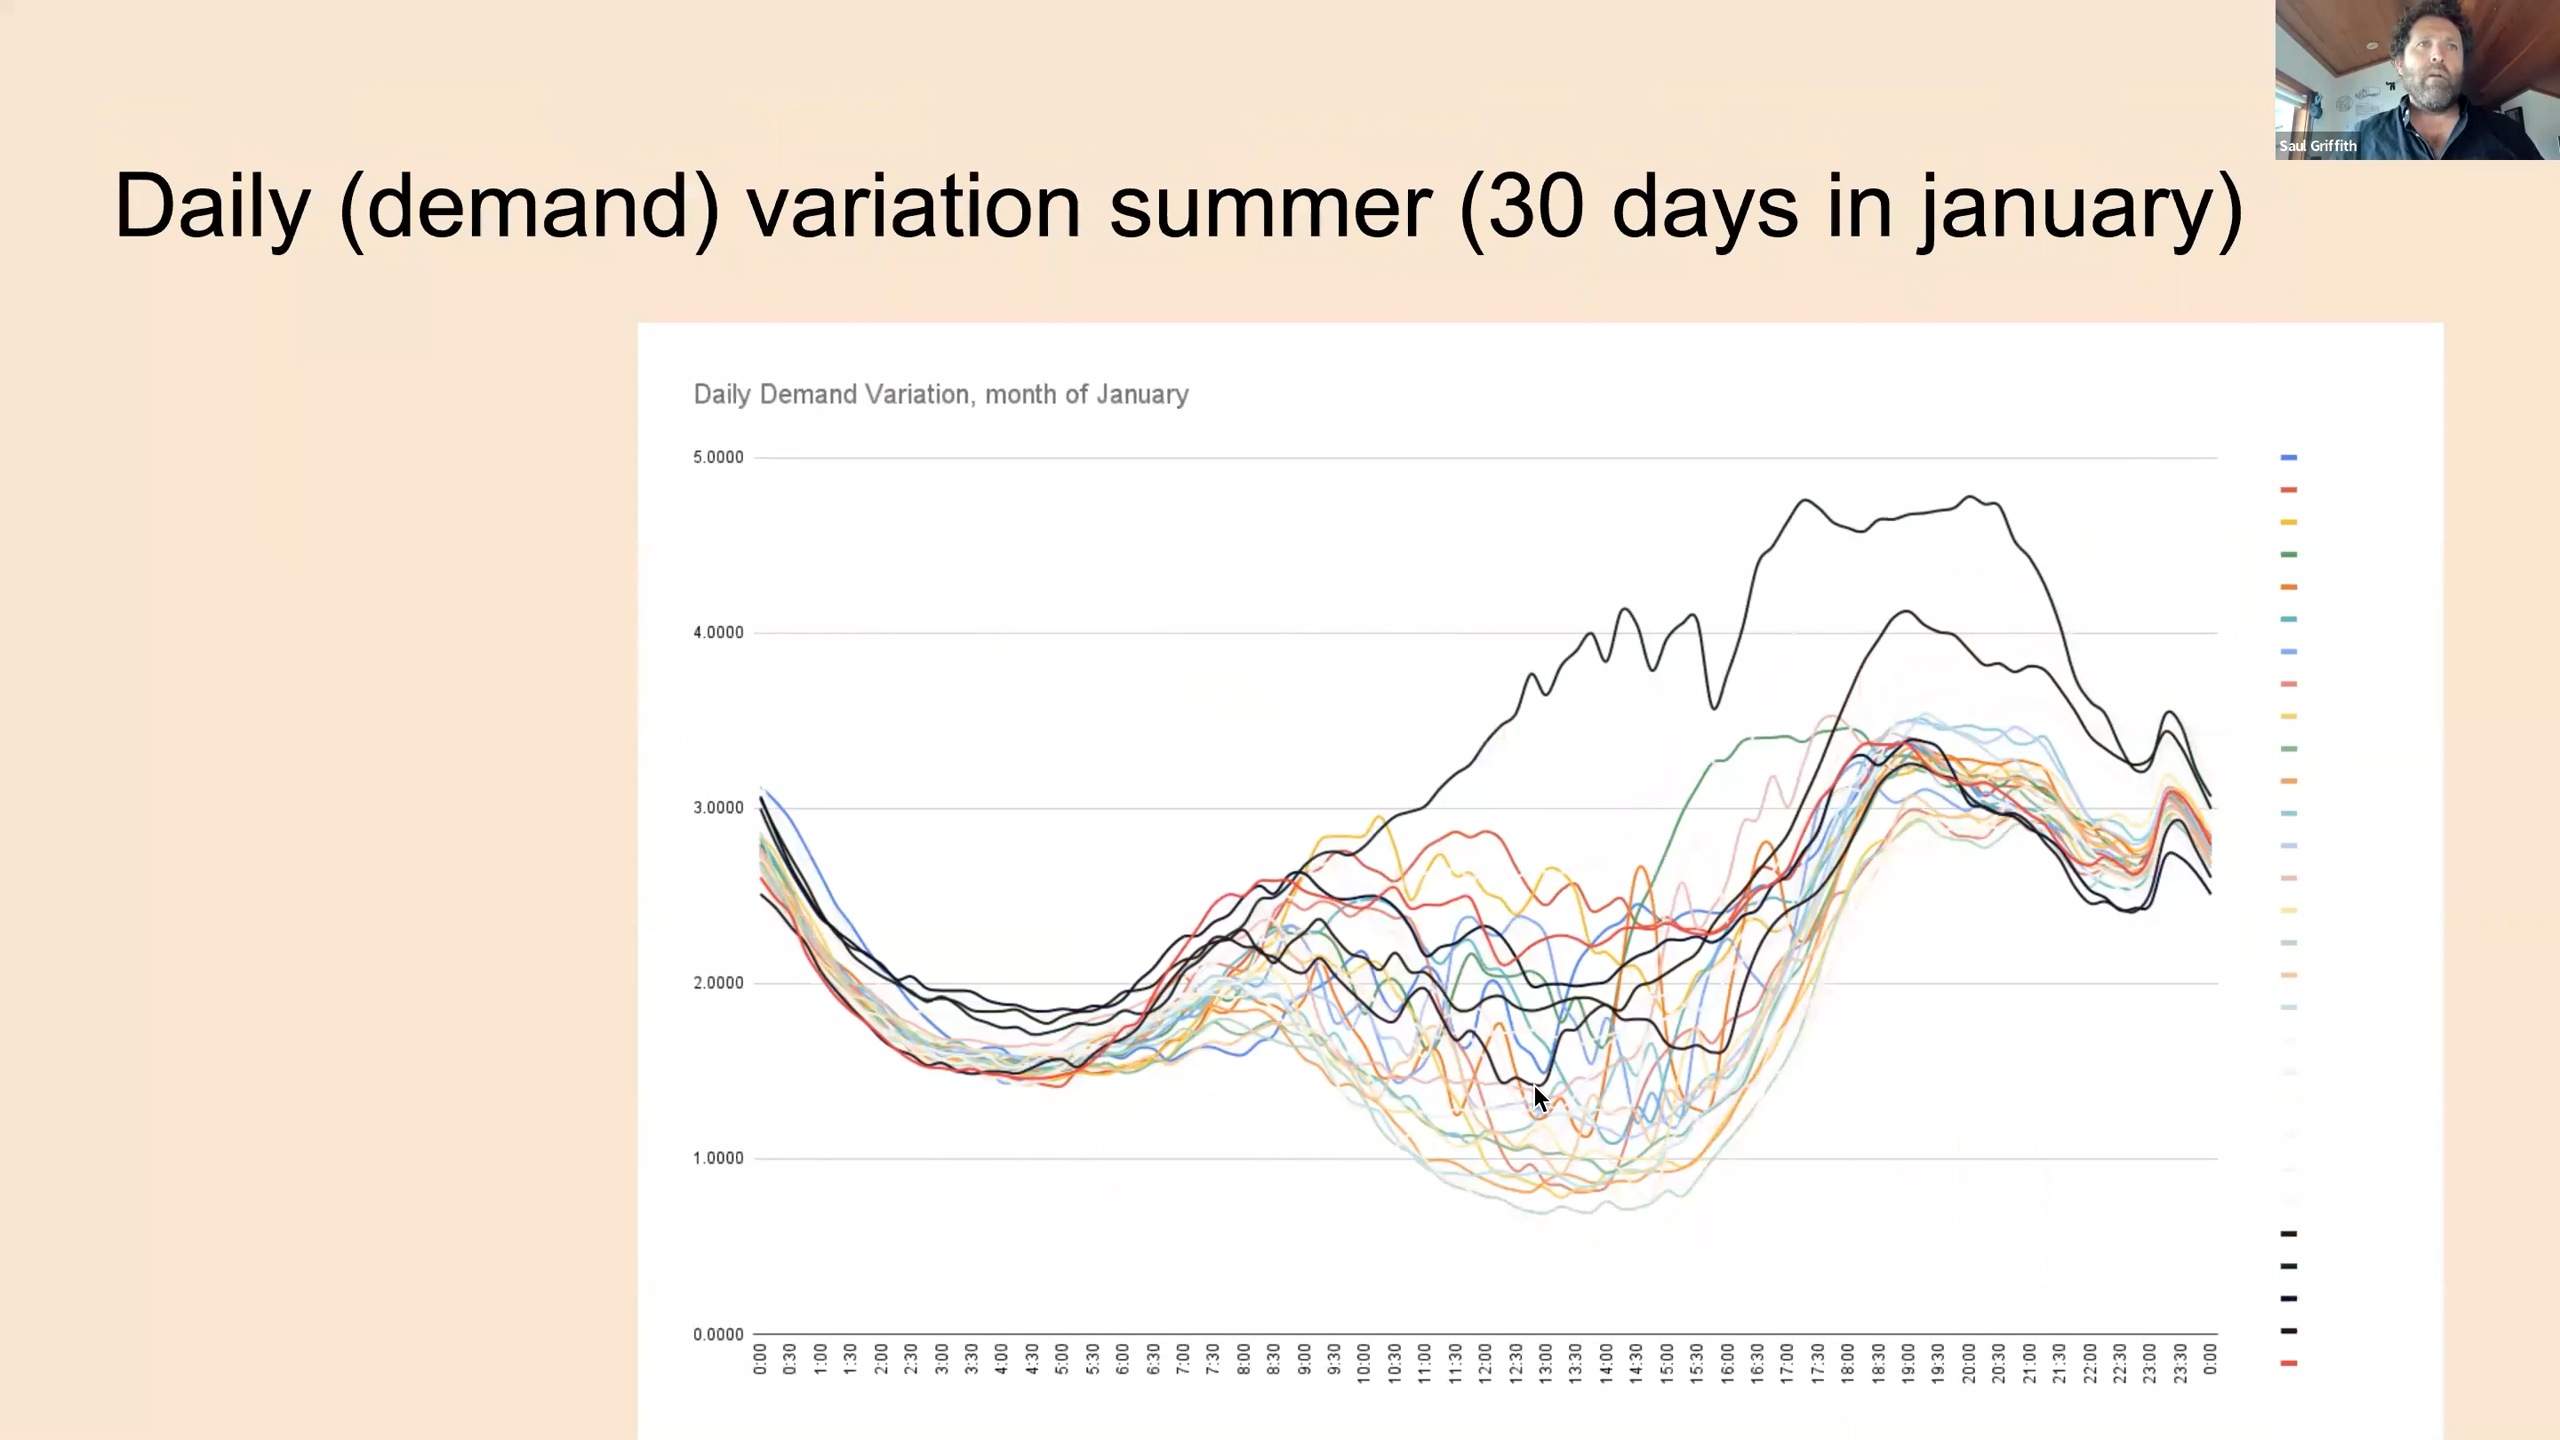 Saul Griffith
Daily (demand) variation summer (30 days in january)
Daily Demand Variation, month of January
5.0000
4.0000
3.0000
2.0000
1.0000
0.0000
0:00 0:30 1:00 1:30 2:00 2:30 3:00 3:30 4:00 4:30 5:00 5:30 6:00 6:30 7:00 7:30 8:00 8:30 9:00 9:30 10:00 10:30 11:00 11:30 12:00 12:30 13:00 13:30 14:00 14:30 15:00 15:30 16:00 16:30 17:00 17:30 18:00 18:30 19:00 19:30 20:00 20:30 21:00 21:30 22:00 22:30 23:00 23:30 0:00